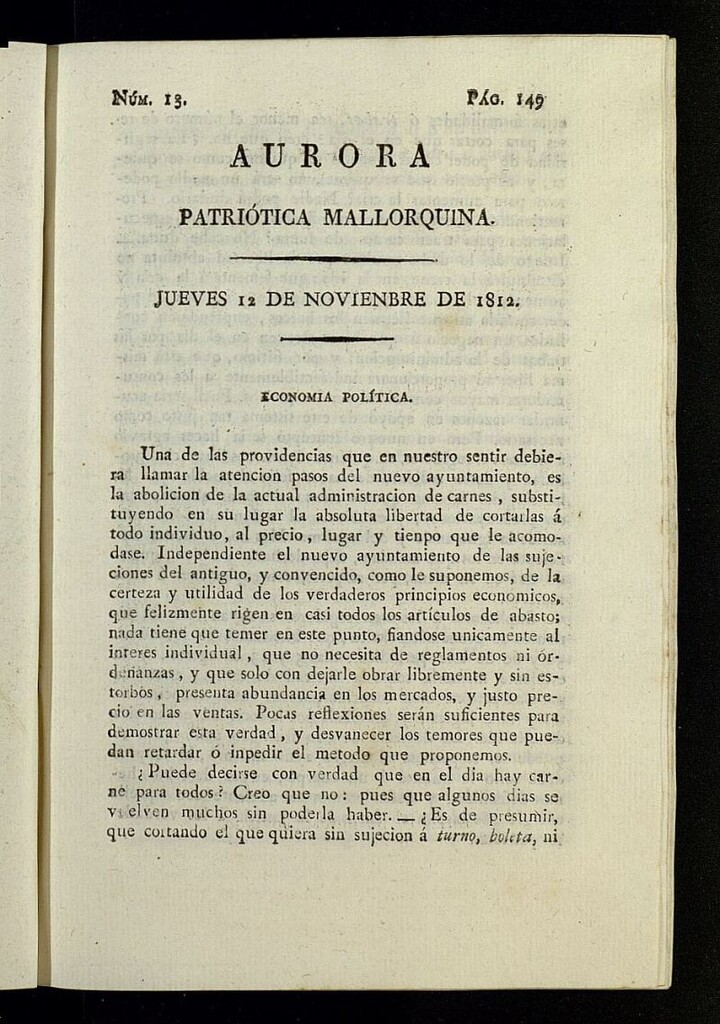 Núm. 13. Pág. 149
AURORA
PATRIÓTICA MALLORQUINA.
JUEVES 12 DE NOVIENBRE DE 1812.
ECONOMIA POLÍTICA.
Una de las providencias que en nuestro sentir debie-
ra llamar la atencion pasos del nuevo ayuntamiento, es
la abolicion de la actual administracion de carnes, substi-
tuyendo en su lugar la absoluta libertad de cortarlas á
todo individuo, al precio, lugar y tienpo que le acomo-
dase. Independiente el nuevo ayuntamiento de las suje-
ciones del antiguo, y convencido, como le suponemos, de la
certeza y utilidad de los verdaderos principios economicos,
que felizmente rigen en casi todos los artículos de abasto;
nada tiene que temer en este punto, fiandose unicamente al
interes individual, que no necesita de reglamentos ni ór-
denanzas, y que solo con dejarle obrar libremente y sin es-
torbos, presenta abundancia en los mercados, y justo pre-
cio en las ventas. Pocas reflexiones serán suficientes para
demostrar esta verdad, y desvanecer los temores que pue-
dan retardar ó inpedir el metodo que proponemos.
¿Puede decirse con verdad que en el dia hay car-
ne para todos? Creo que no: pues que algunos dias se
vuelven muchos sin poderla haber. — ¿Es de presumir,
que cortando el que quiera sin sujecion á turno, boleta, ni